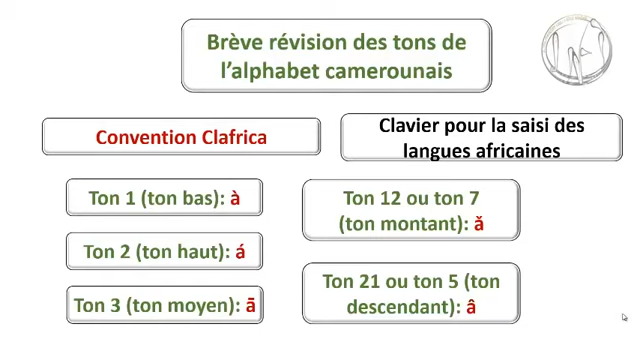 Brève révision des tons de
l'alphabet camerounais
Convention Clafrica
Clavier pour la saisi des
langues africaines
Ton 1 (ton bas): à
Ton 2 (ton haut): á
Ton 3 (ton moyen): ā
Ton 12 ou ton 7
(ton montant): ǎ
Ton 21 ou ton 5 (ton
descendant): â